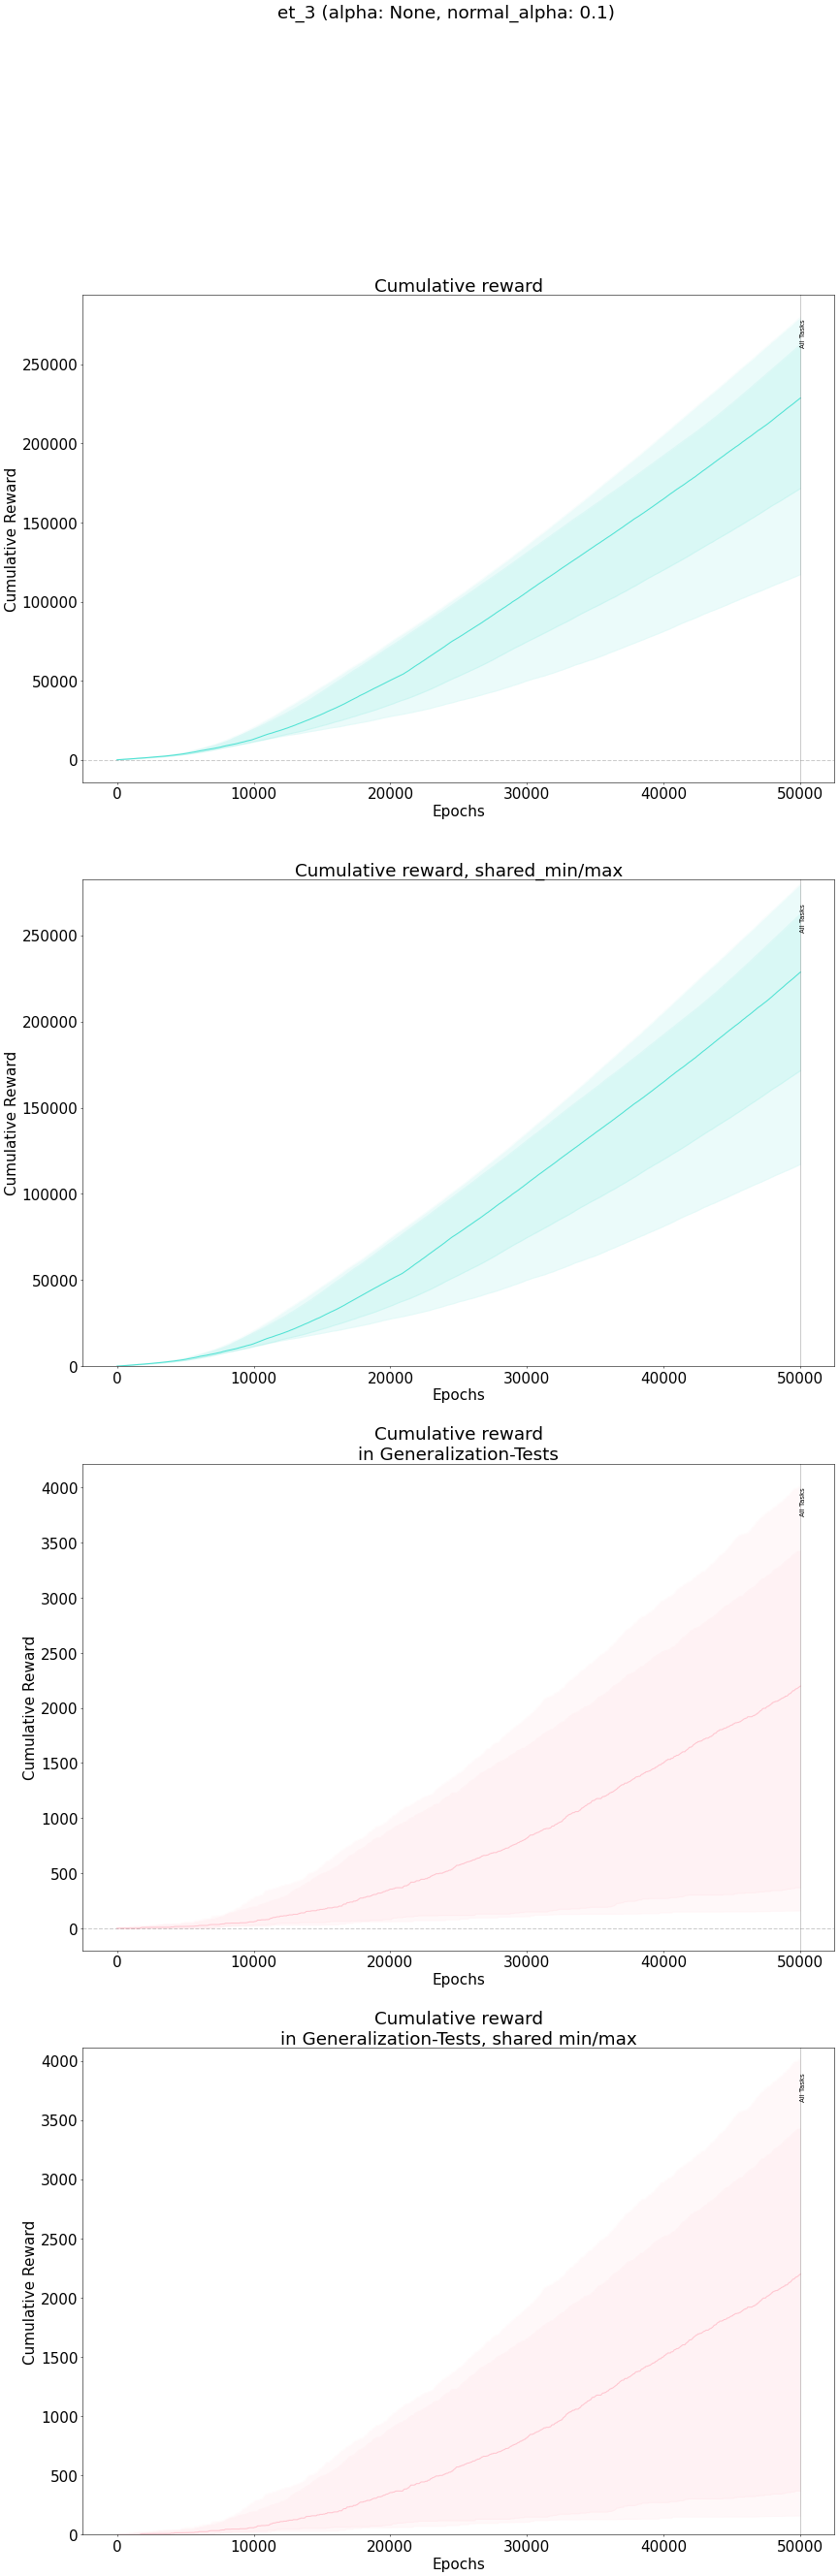 et_3 (alpha: None, normal_alpha: 0.1)
Cumulative reward
All Tasks
250000
200000
150000
100000
50000
0
Cumulative Reward
0 10000 20000 30000 40000 50000
Epochs
Cumulative reward, shared_min/max
All Tasks
250000
200000
150000
100000
50000
0
Cumulative Reward
0 10000 20000 30000 40000 50000
Epochs
Cumulative reward
in Generalization-Tests
All Tasks
4000
3500
3000
2500
2000
1500
1000
500
0
Cumulative Reward
0 10000 20000 30000 40000 50000
Epochs
Cumulative reward
in Generalization-Tests, shared min/max
All Tasks
4000
3500
3000
2500
2000
1500
1000
500
0
Cumulative Reward
0 10000 20000 30000 40000 50000
Epochs